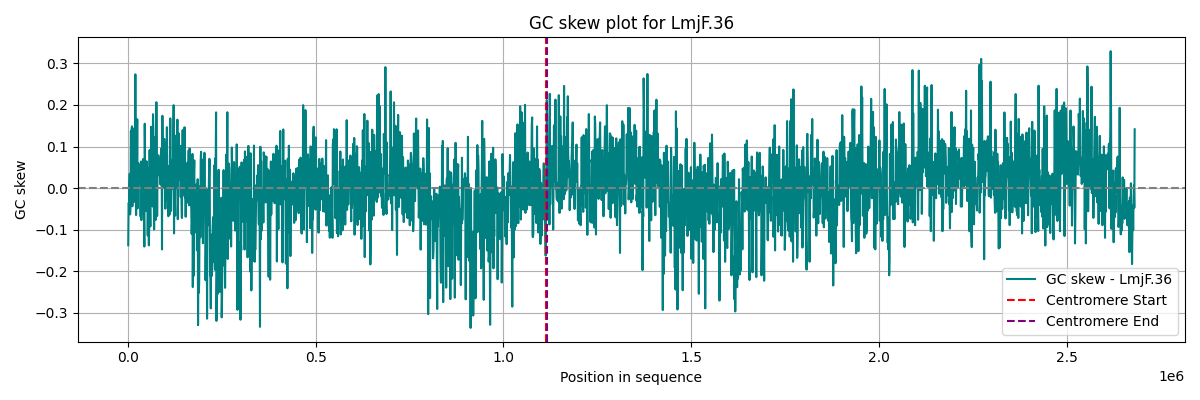 GC skew plot for LmjF.36
GC skew
0.3
0.2
0.1
0.0
−0.1
−0.2
−0.3
GC skew - LmjF.36
Centromere Start
Centromere End
0.0 0.5 1.0 1.5 2.0 2.5
1e6
Position in sequence